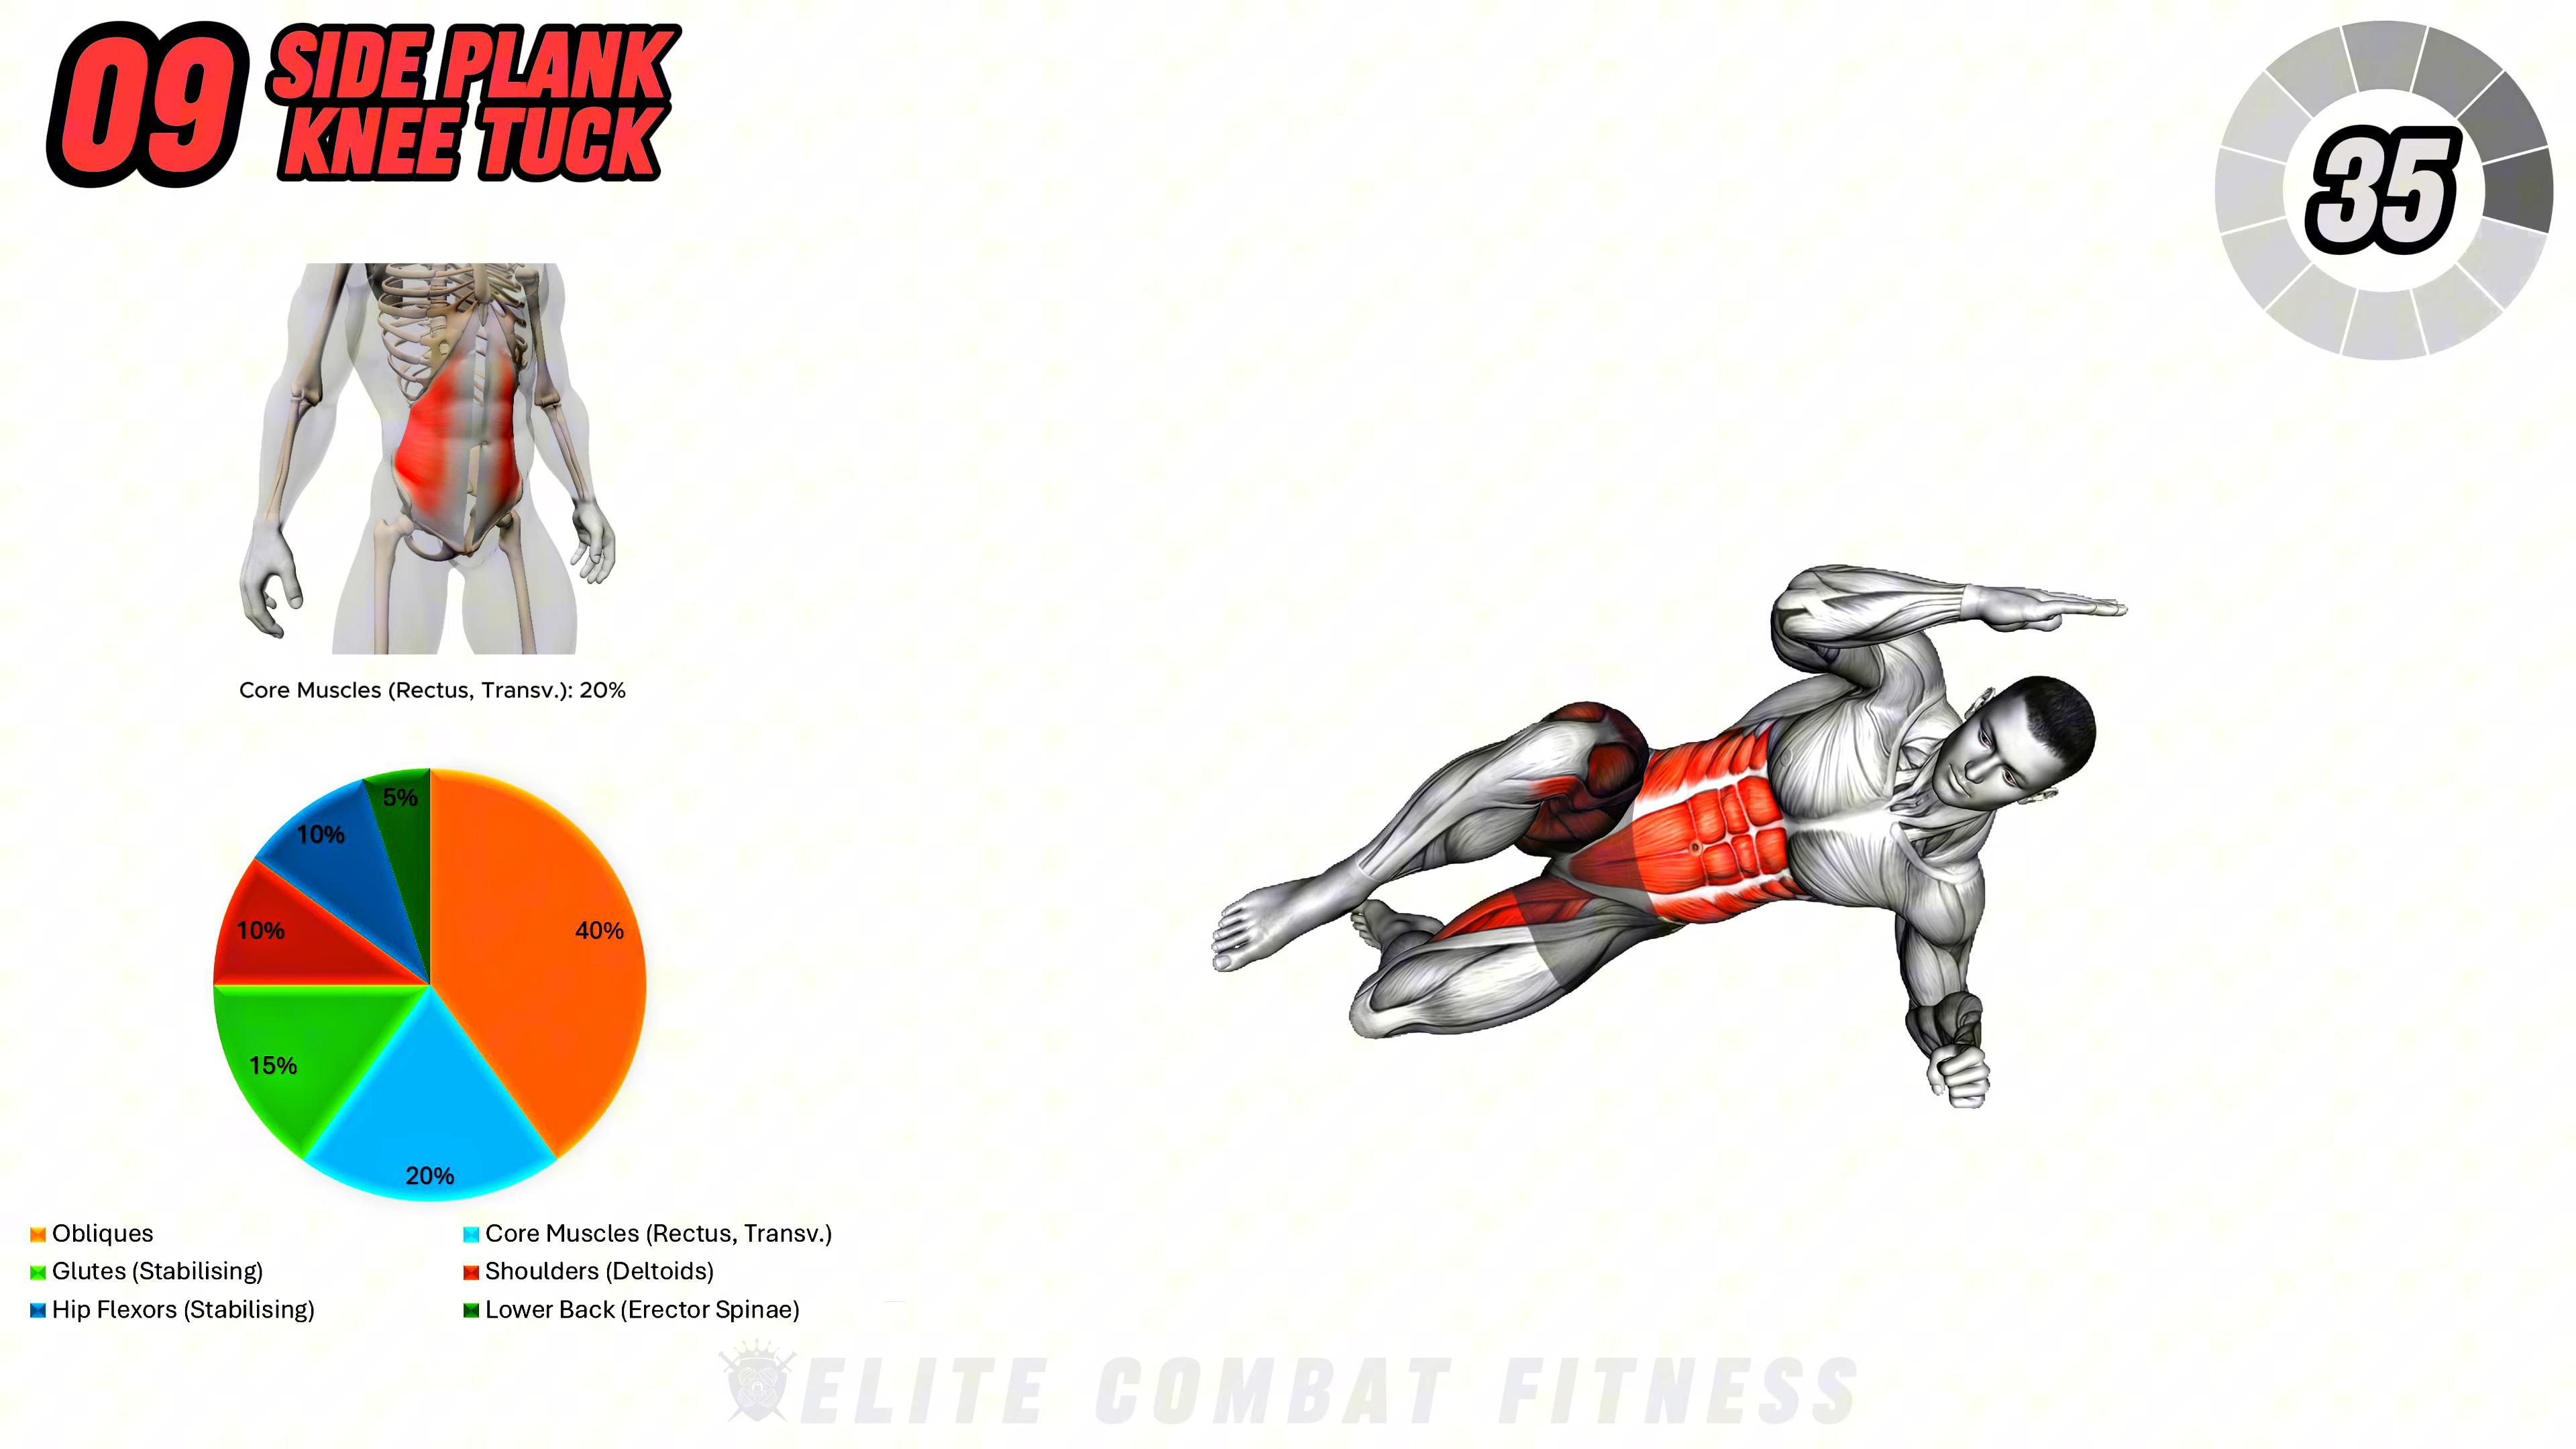 09
SIDE PLANK
KNEE TUCK
35
Core Muscles (Rectus, Transv.): 20%
5%
10%
10%
40%
15%
20%
Obliques
Core Muscles (Rectus, Transv.)
Glutes (Stabilising)
Shoulders (Deltoids)
Hip Flexors (Stabilising)
Lower Back (Erector Spinae)
ELITE COMBAT FITNESS